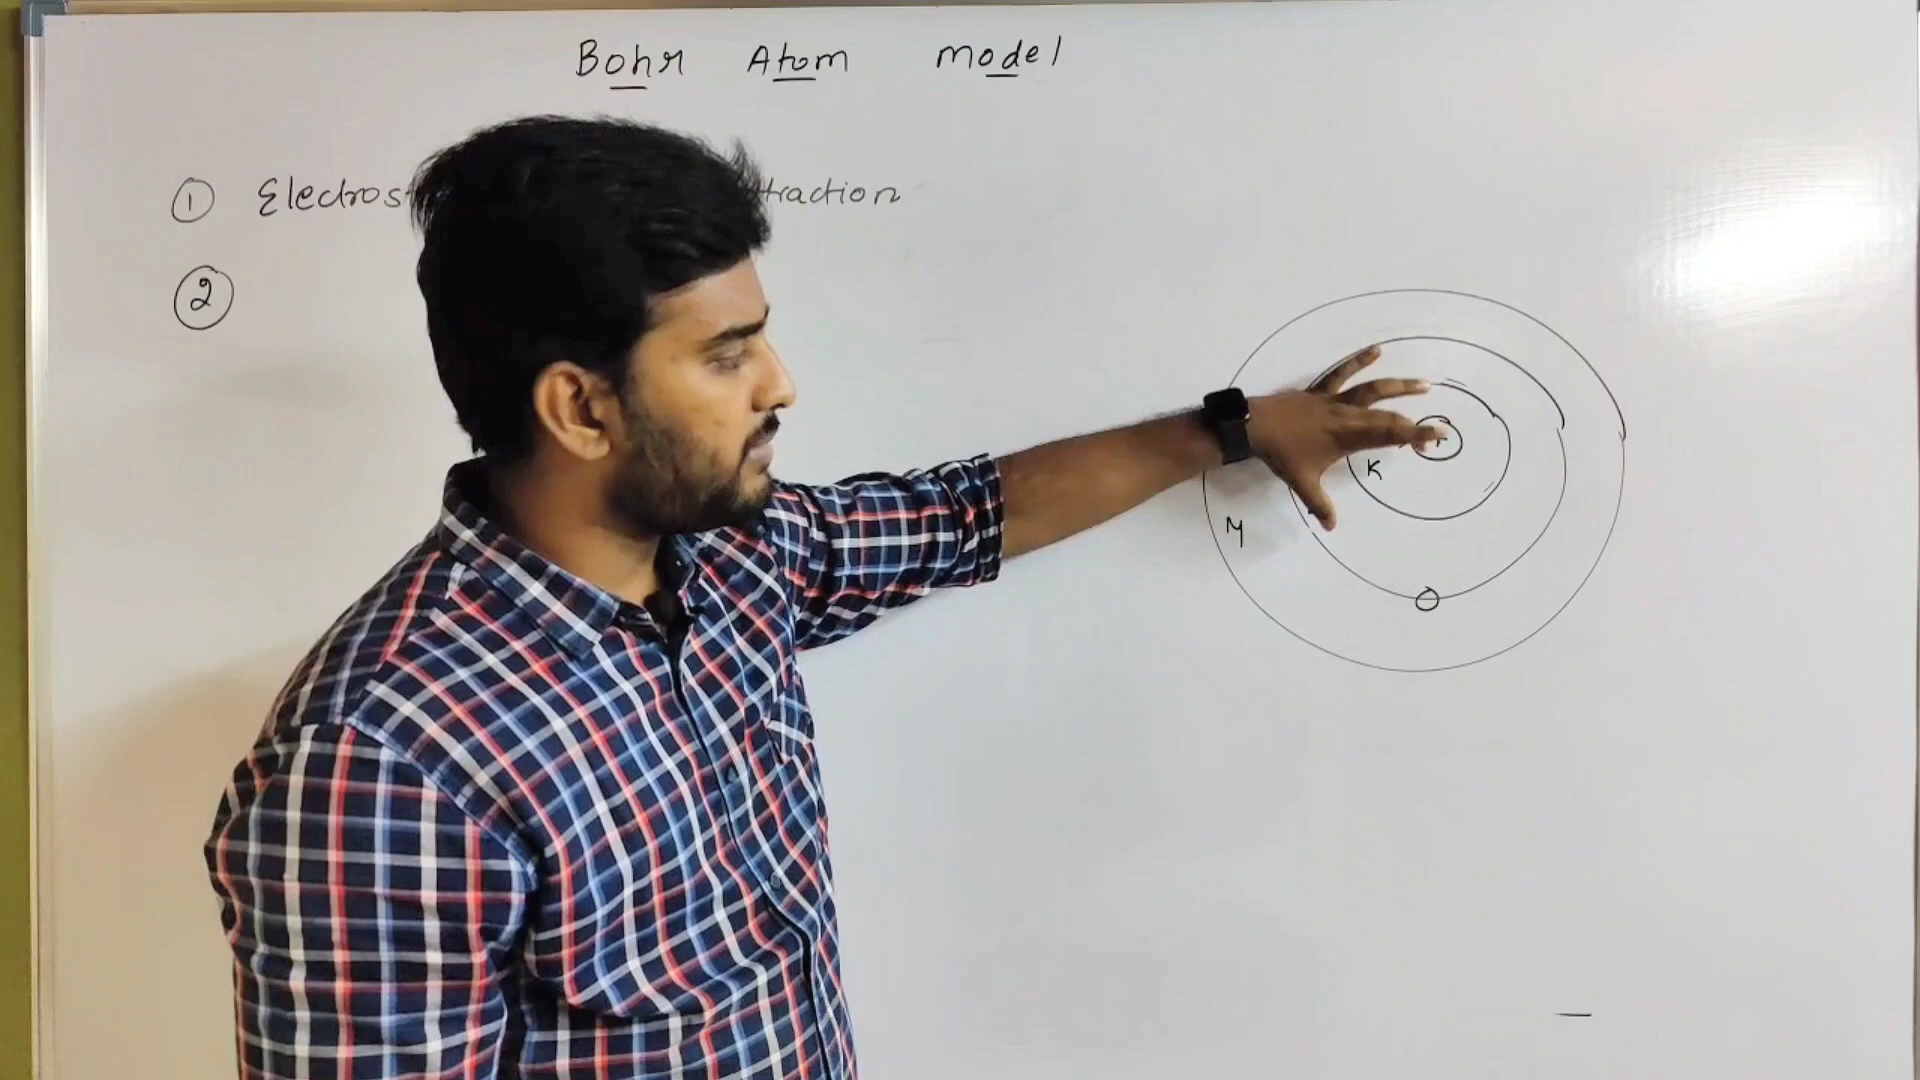 Bohr Atom model
① Electros traction
②
K
M
+